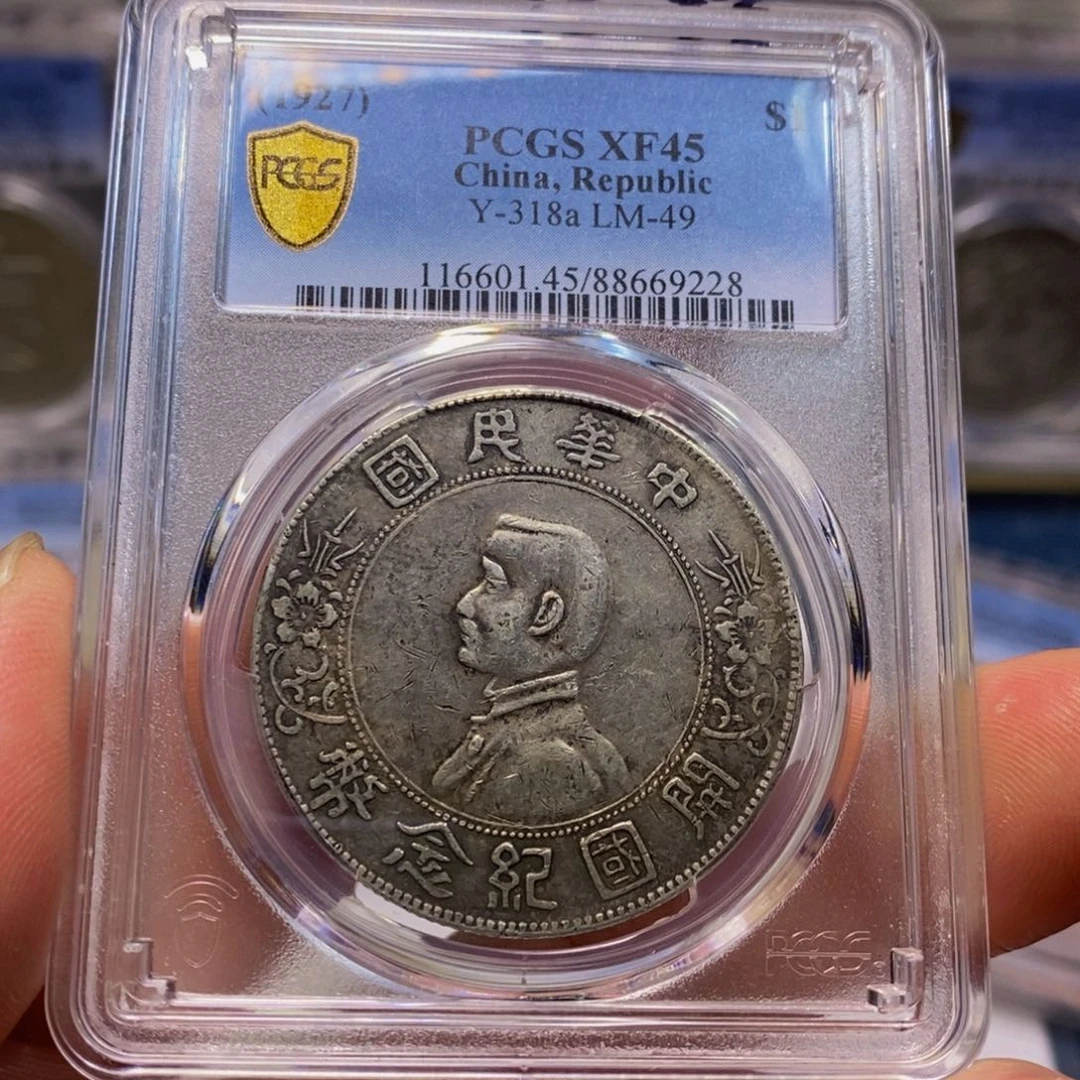 (1927)
$1
PCGS
PCGS XF45
China, Republic
Y-318a LM-49
116601.45/88669228
中華民國
開國紀念幣
PCGS